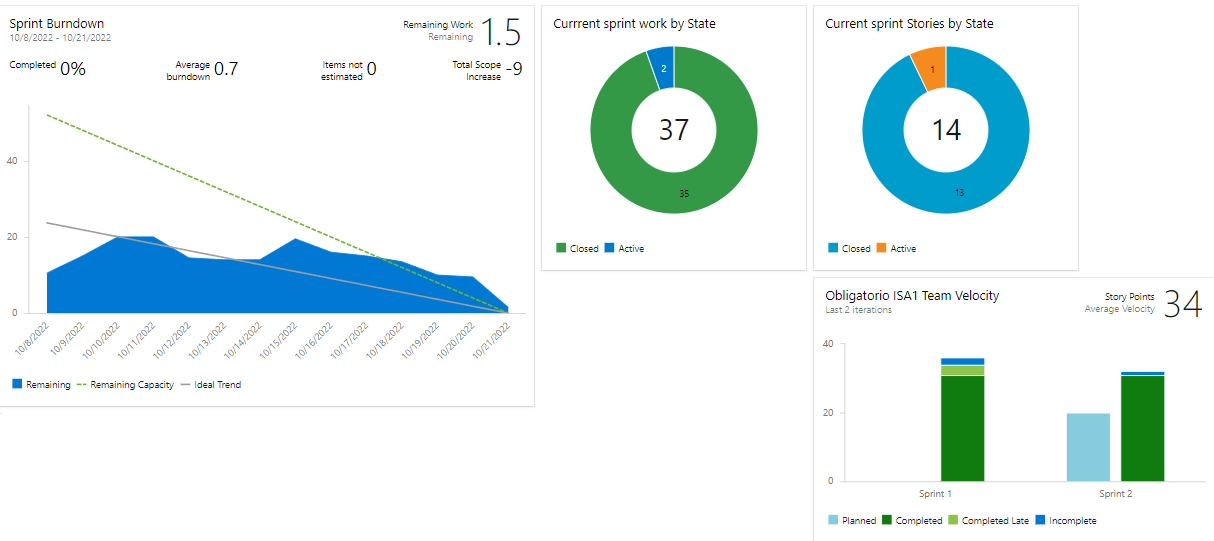 Sprint Burndown
10/8/2022 - 10/21/2022
Remaining Work
Remaining
1.5
Completed 0%
Average burndown 0.7
Items not estimated 0
Total Scope Increase -9
40
20
0
10/8/2022
10/9/2022
10/10/2022
10/11/2022
10/12/2022
10/13/2022
10/14/2022
10/15/2022
10/16/2022
10/17/2022
10/18/2022
10/19/2022
10/20/2022
10/21/2022
Remaining Remaining Capacity Ideal Trend
Currrent sprint work by State
2
37
35
Closed Active
Current sprint Stories by State
1
14
13
Closed Active
Obligatorio ISA1 Team Velocity
Last 2 iterations
Story Points
Average Velocity
34
40
20
0
Sprint 1 Sprint 2
Planned Completed Completed Late Incomplete